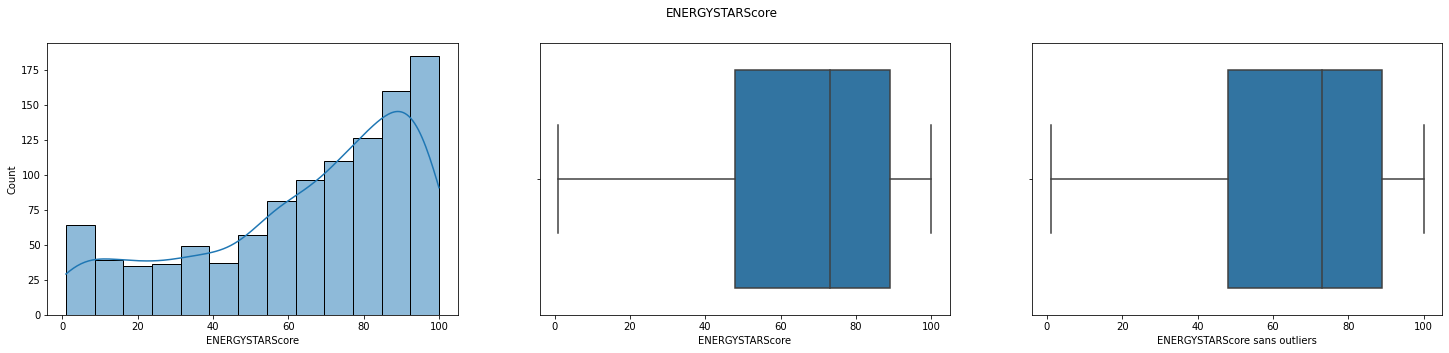 ENERGYSTARScore
175
150
125
100
75
50
25
0
Count
0 20 40 60 80 100
ENERGYSTARScore
0 20 40 60 80 100
ENERGYSTARScore
0 20 40 60 80 100
ENERGYSTARScore sans outliers